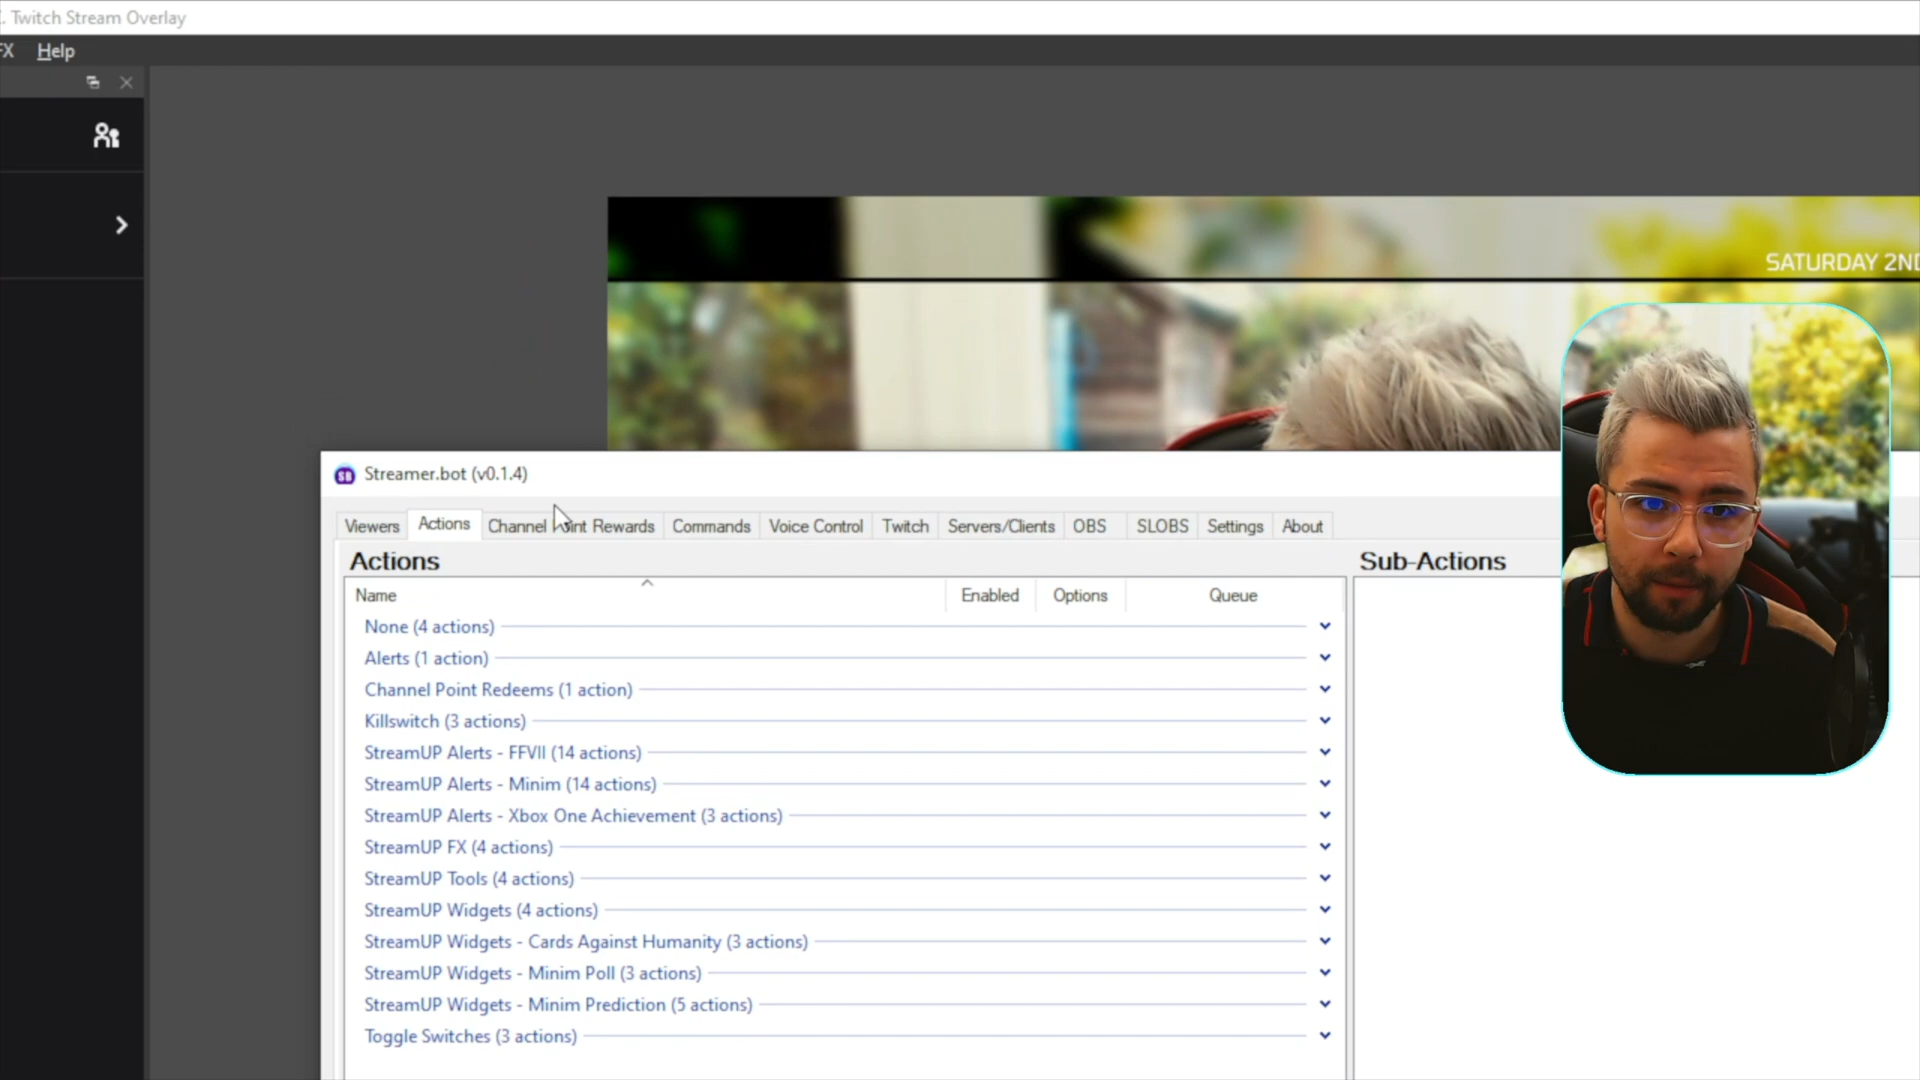 . Twitch Stream Overlay
FX Help
SATURDAY 2ND
SB Streamer.bot (v0.1.4)
Viewers Actions Channel Point Rewards Commands Voice Control Twitch Servers/Clients OBS SLOBS Settings About
Actions Sub-Actions
Name Enabled Options Queue
None (4 actions)
Alerts (1 action)
Channel Point Redeems (1 action)
Killswitch (3 actions)
StreamUP Alerts - FFVII (14 actions)
StreamUP Alerts - Minim (14 actions)
StreamUP Alerts - Xbox One Achievement (3 actions)
StreamUP FX (4 actions)
StreamUP Tools (4 actions)
StreamUP Widgets (4 actions)
StreamUP Widgets - Cards Against Humanity (3 actions)
StreamUP Widgets - Minim Poll (3 actions)
StreamUP Widgets - Minim Prediction (5 actions)
Toggle Switches (3 actions)